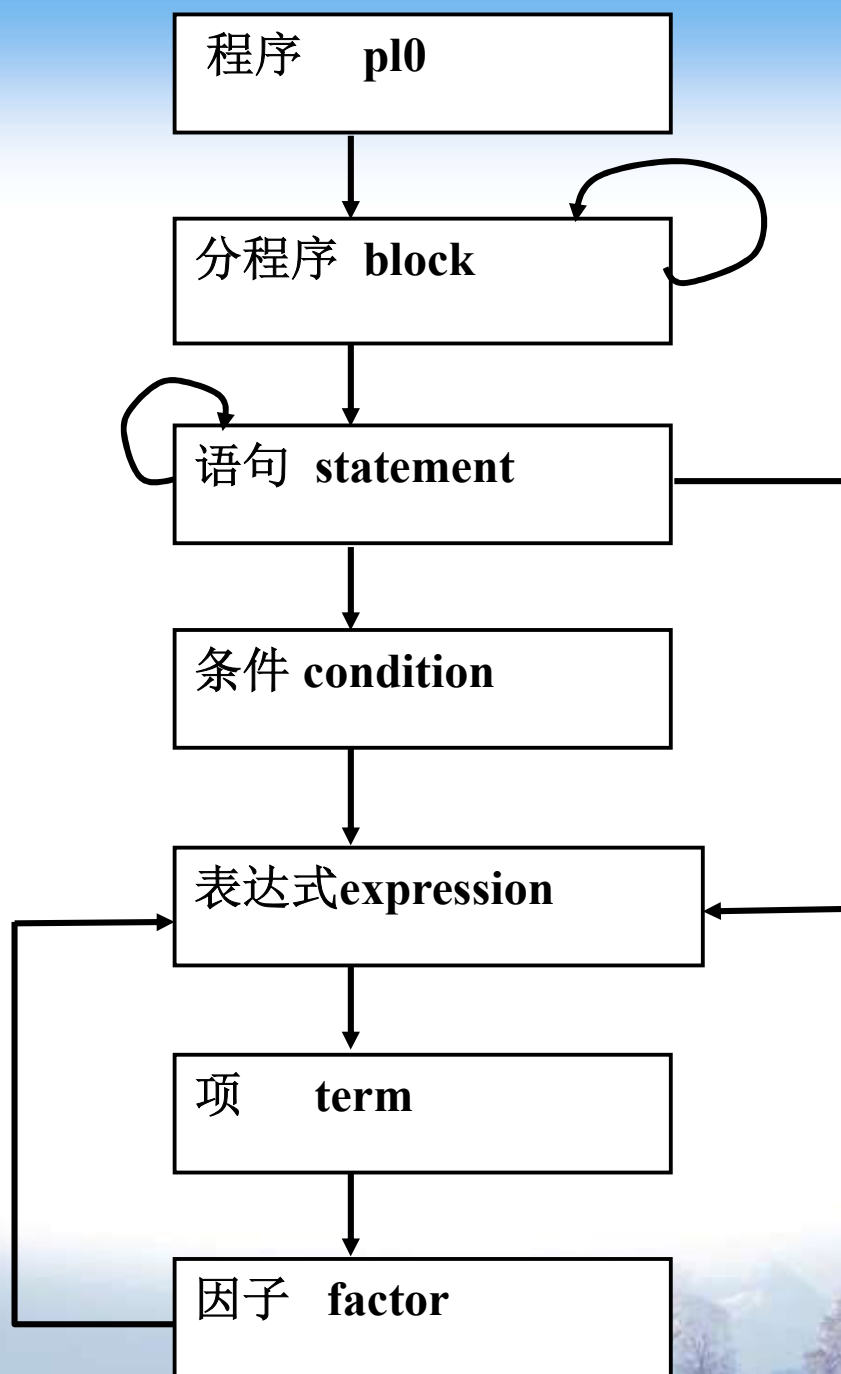 程序 pl0
分程序 block
语句 statement
条件 condition
表达式expression
项 term
因子 factor